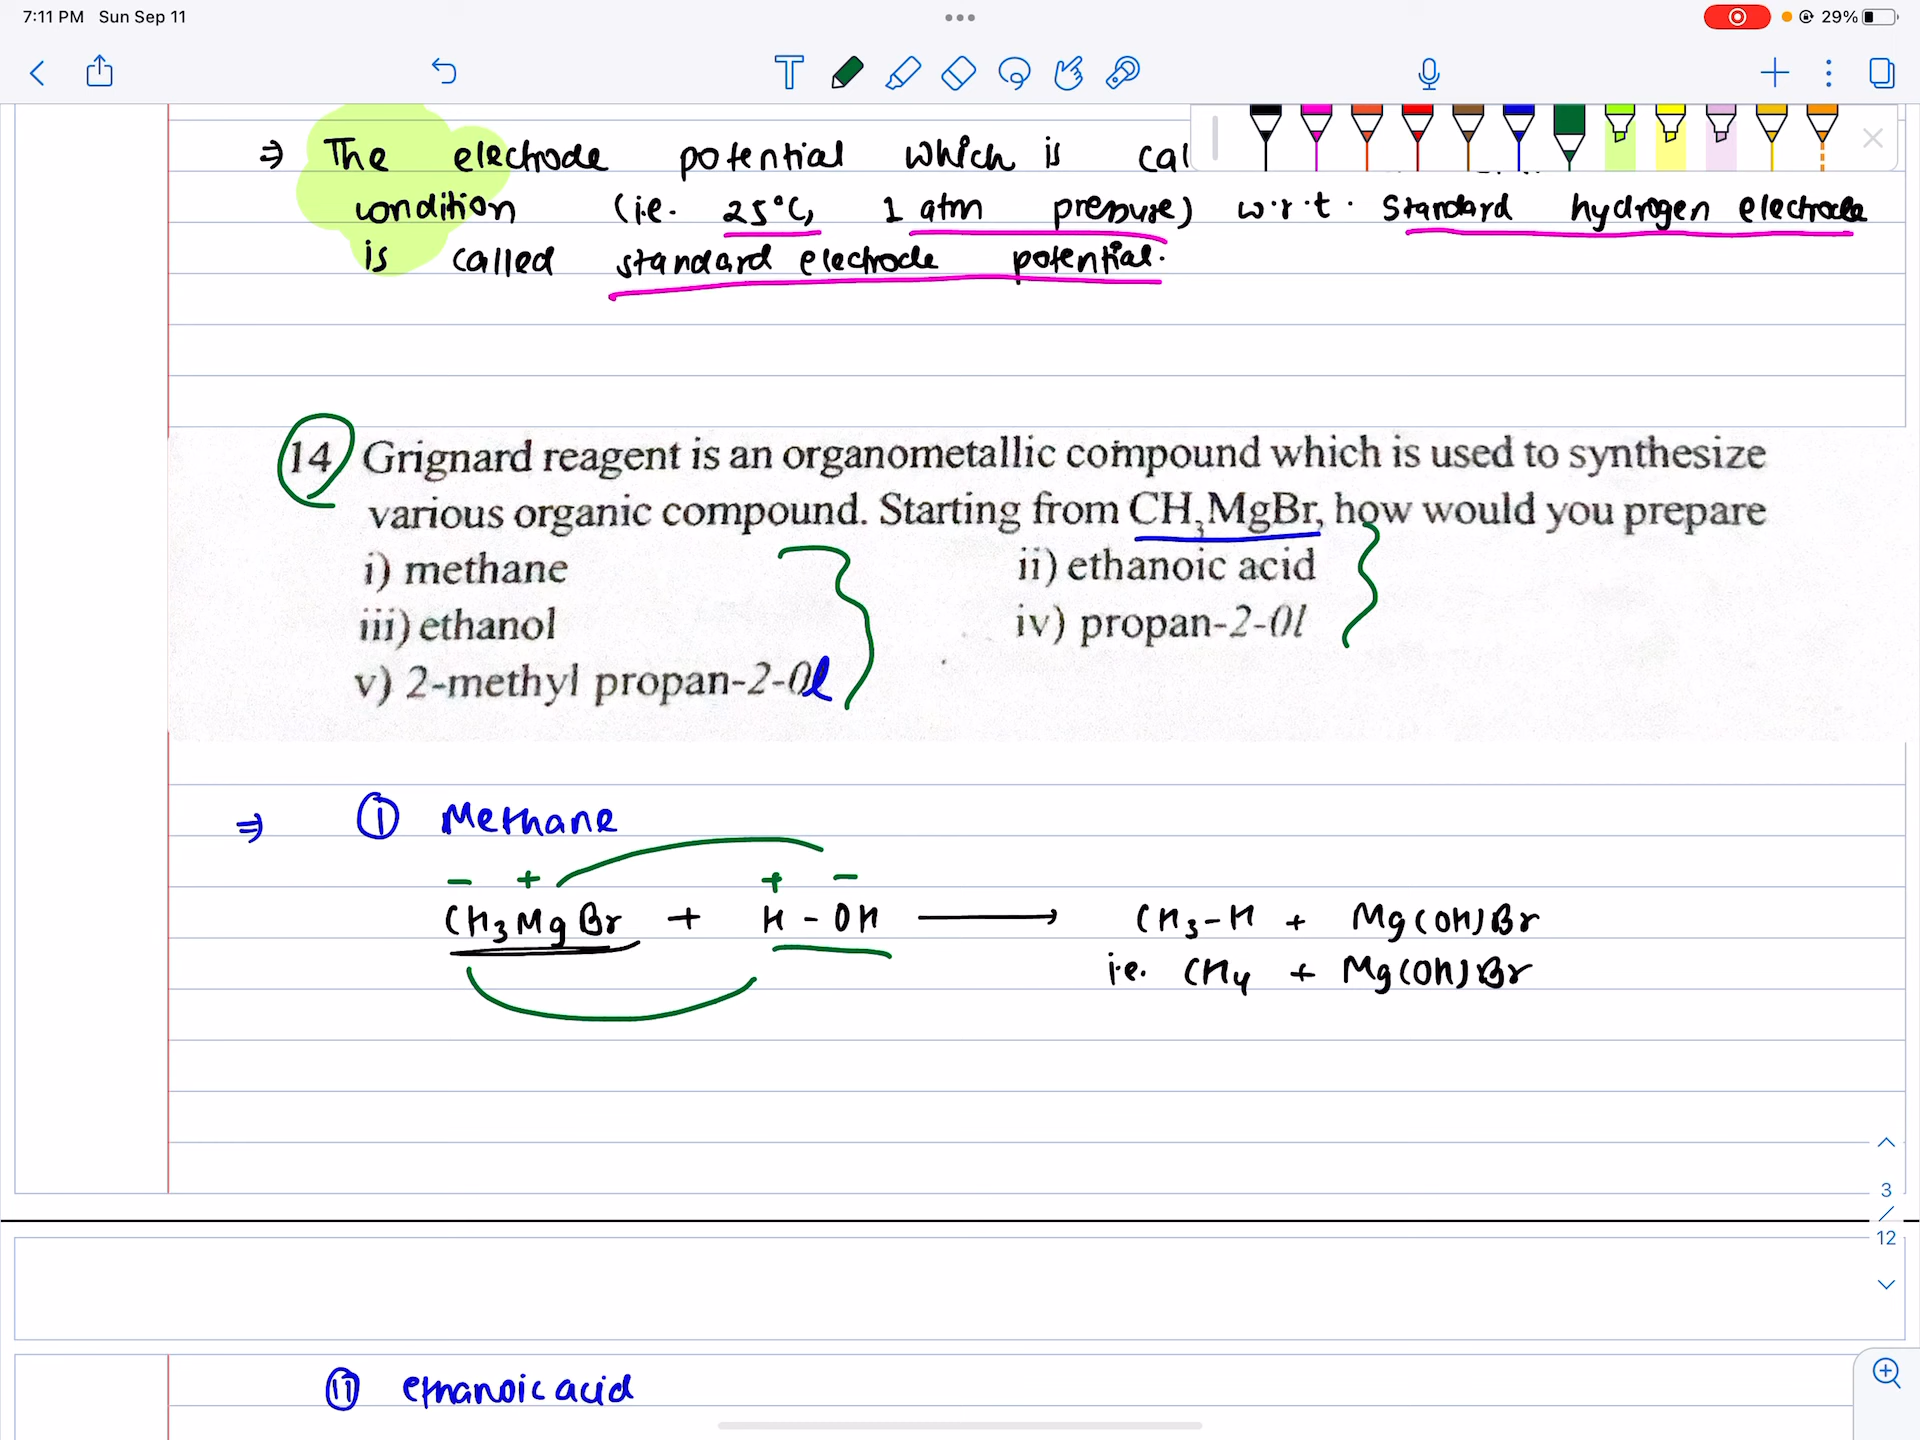 7:11 PM Sun Sep 11
29%
⇒ The electrode potential which is cal
condition (i.e. 25°C, 1 atm pressure) w.r.t. standard hydrogen electrode
is called standard electrode potential.
14 Grignard reagent is an organometallic compound which is used to synthesize
various organic compound. Starting from CH₃MgBr, how would you prepare
i) methane ii) ethanoic acid
iii) ethanol iv) propan-2-0l
v) 2-methyl propan-2-0l
⇒ ① Methane
− + + −
CH₃MgBr + H-OH ⟶ CH₃-H + Mg(OH)Br
i.e. CH₄ + Mg(OH)Br
3
/
12
ⅱ ethanoic acid